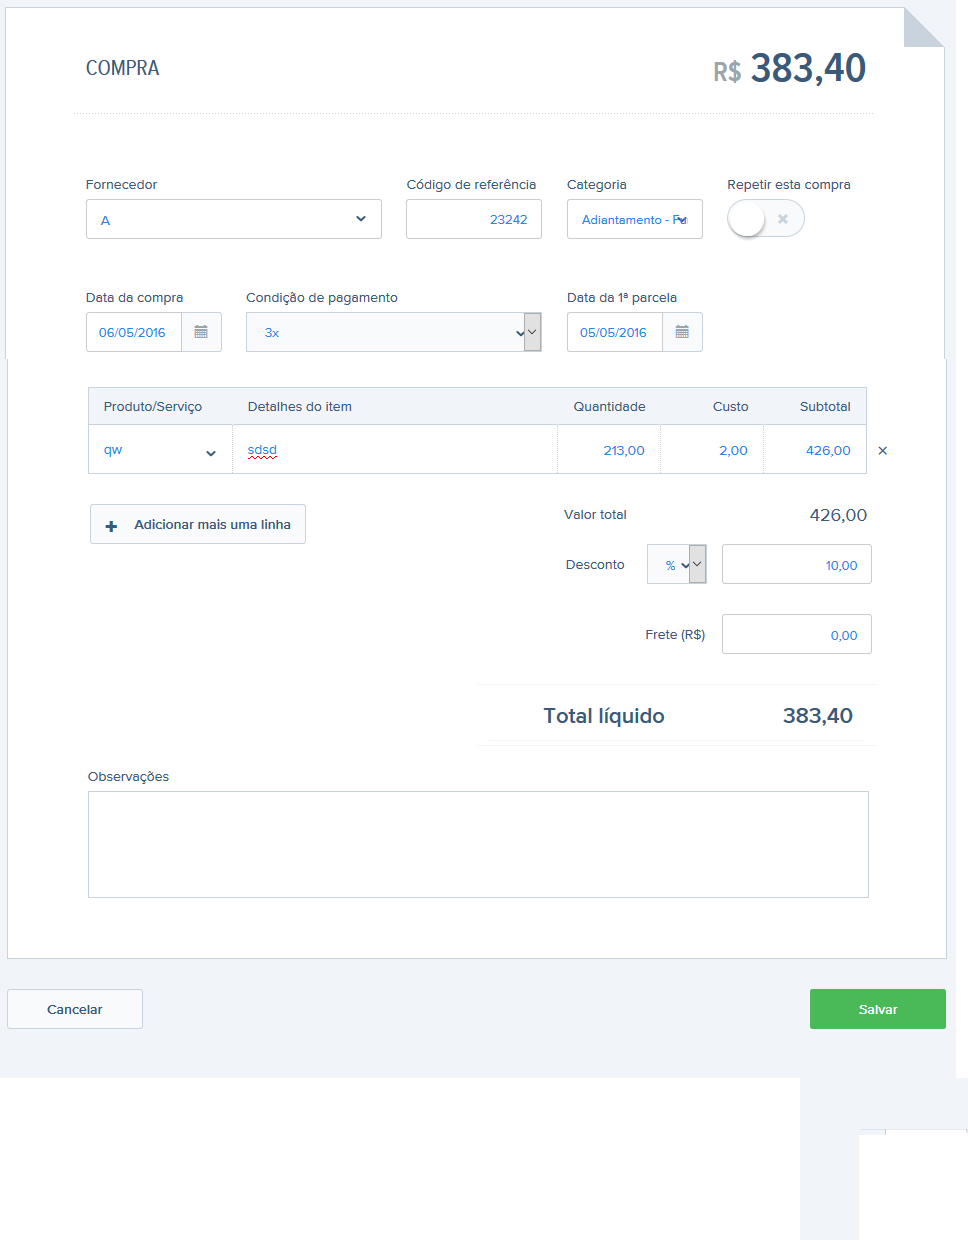 COMPRA R$ 383,40
Fornecedor Código de referência Categoria Repetir esta compra
A 23242 Adiantamento - Fu
Data da compra Condição de pagamento Data da 1ª parcela
06/05/2016 3x 05/05/2016
Produto/Serviço Detalhes do item Quantidade Custo Subtotal
qw sdsd 213,00 2,00 426,00 ×
+ Adicionar mais uma linha
Valor total 426,00
Desconto % 10,00
Frete (R$) 0,00
Total líquido 383,40
Observações
Cancelar Salvar